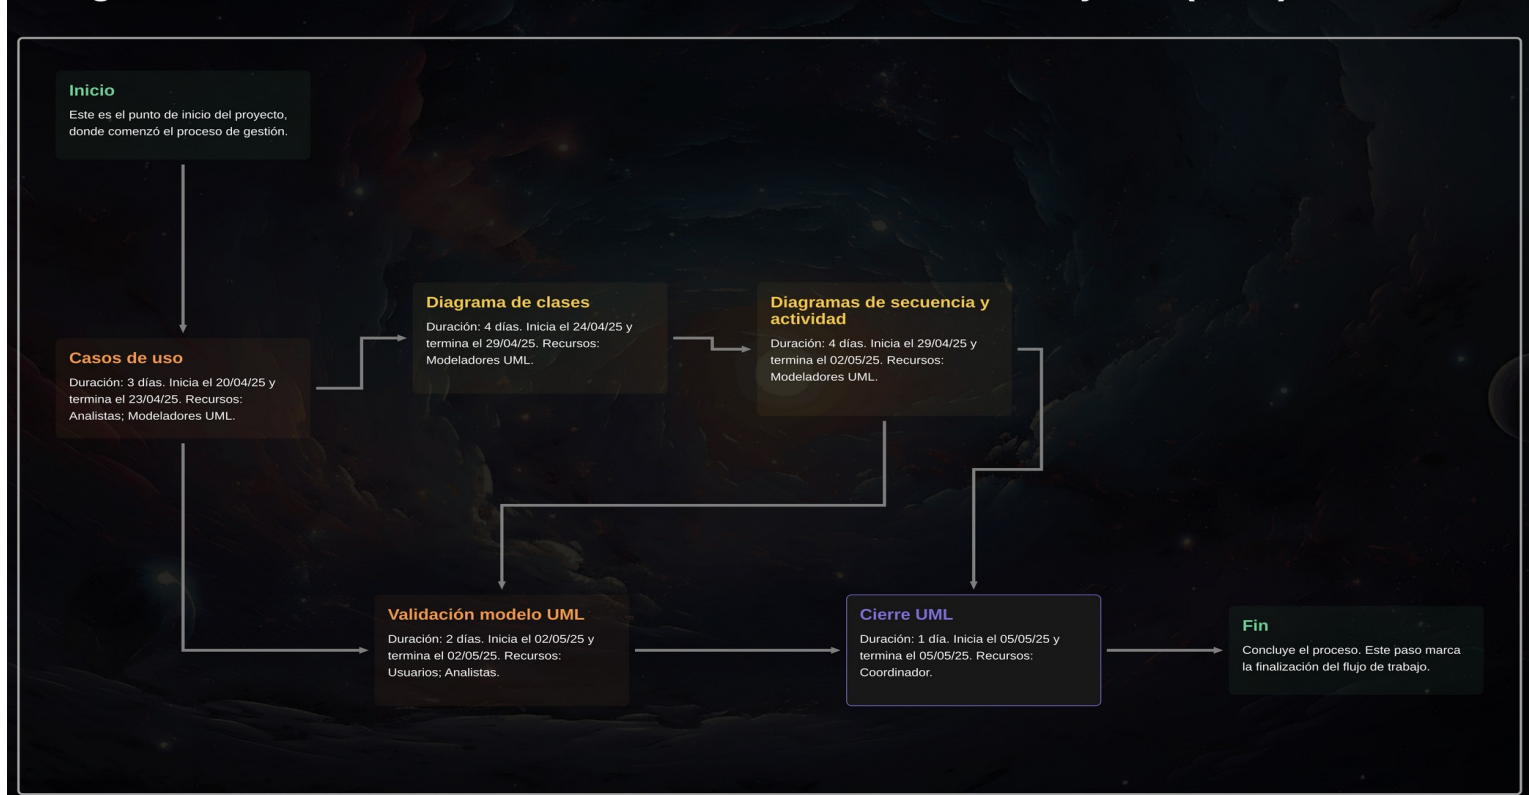 Inicio
Este es el punto de inicio del proyecto,
donde comenzó el proceso de gestión.
Diagrama de clases
Duración: 4 días. Inicia el 24/04/25 y
termina el 29/04/25. Recursos:
Modeladores UML.
Diagramas de secuencia y
actividad
Duración: 4 días. Inicia el 29/04/25 y
termina el 02/05/25. Recursos:
Modeladores UML.
Casos de uso
Duración: 3 días. Inicia el 20/04/25 y
termina el 23/04/25. Recursos:
Analistas; Modeladores UML.
Validación modelo UML
Duración: 2 días. Inicia el 02/05/25 y
termina el 02/05/25. Recursos:
Usuarios; Analistas.
Cierre UML
Duración: 1 día. Inicia el 05/05/25 y
termina el 05/05/25. Recursos:
Coordinador.
Fin
Concluye el proceso. Este paso marca
la finalización del flujo de trabajo.